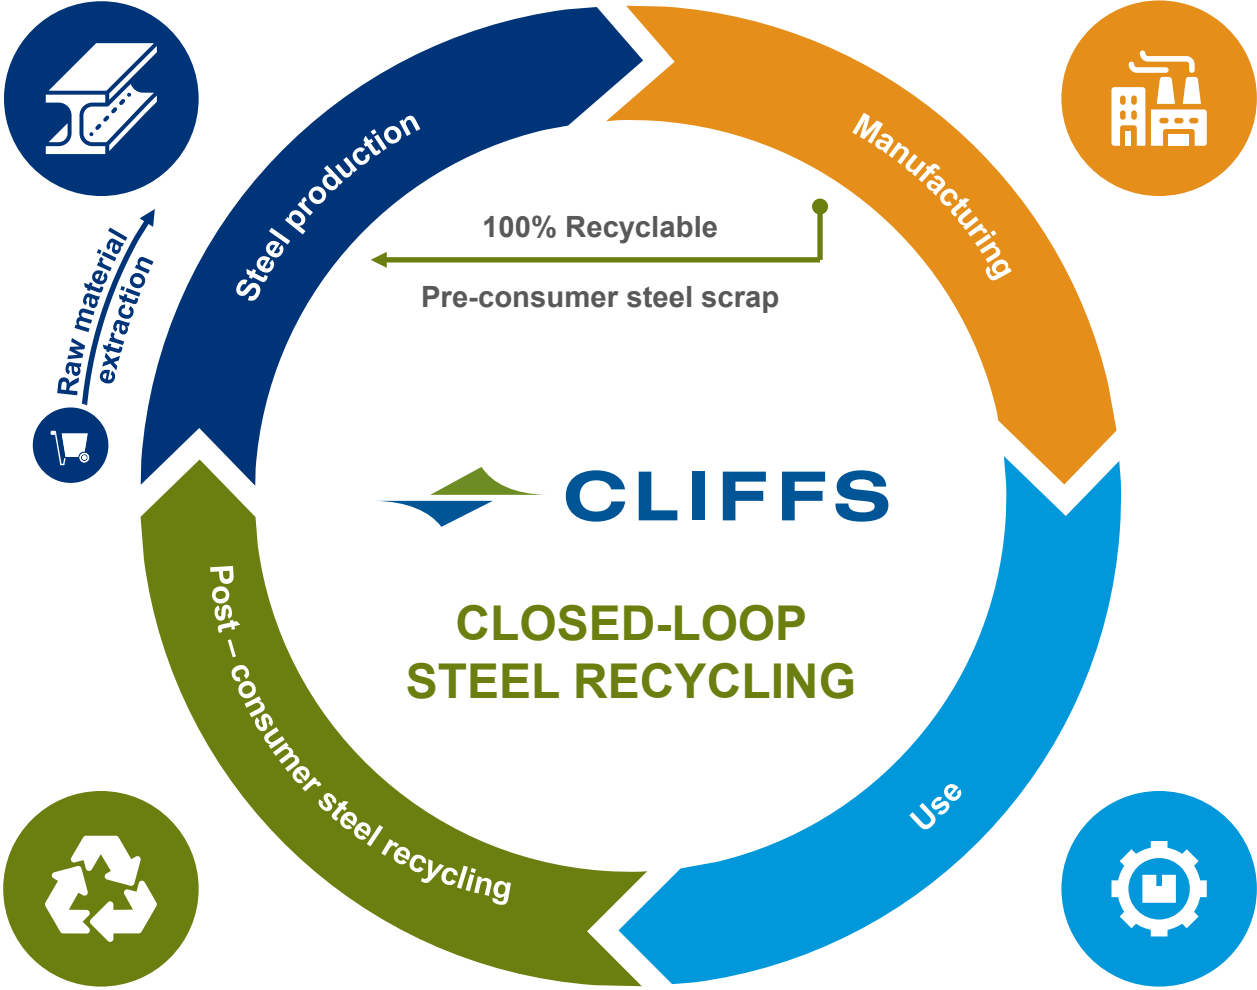 Steel production
Manufacturing
100% Recyclable
Pre-consumer steel scrap
Raw material
extraction
CLIFFS
CLOSED-LOOP
STEEL RECYCLING
Post – consumer steel recycling
Use